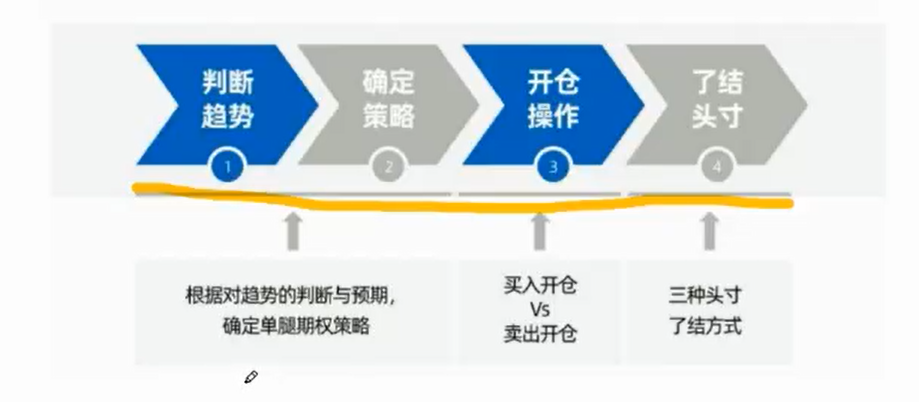 判断
趋势
确定
策略
开仓
操作
了结
头寸
1
2
3
4
根据对趋势的判断与预期，
确定单腿期权策略
买入开仓
Vs
卖出开仓
三种头寸
了结方式